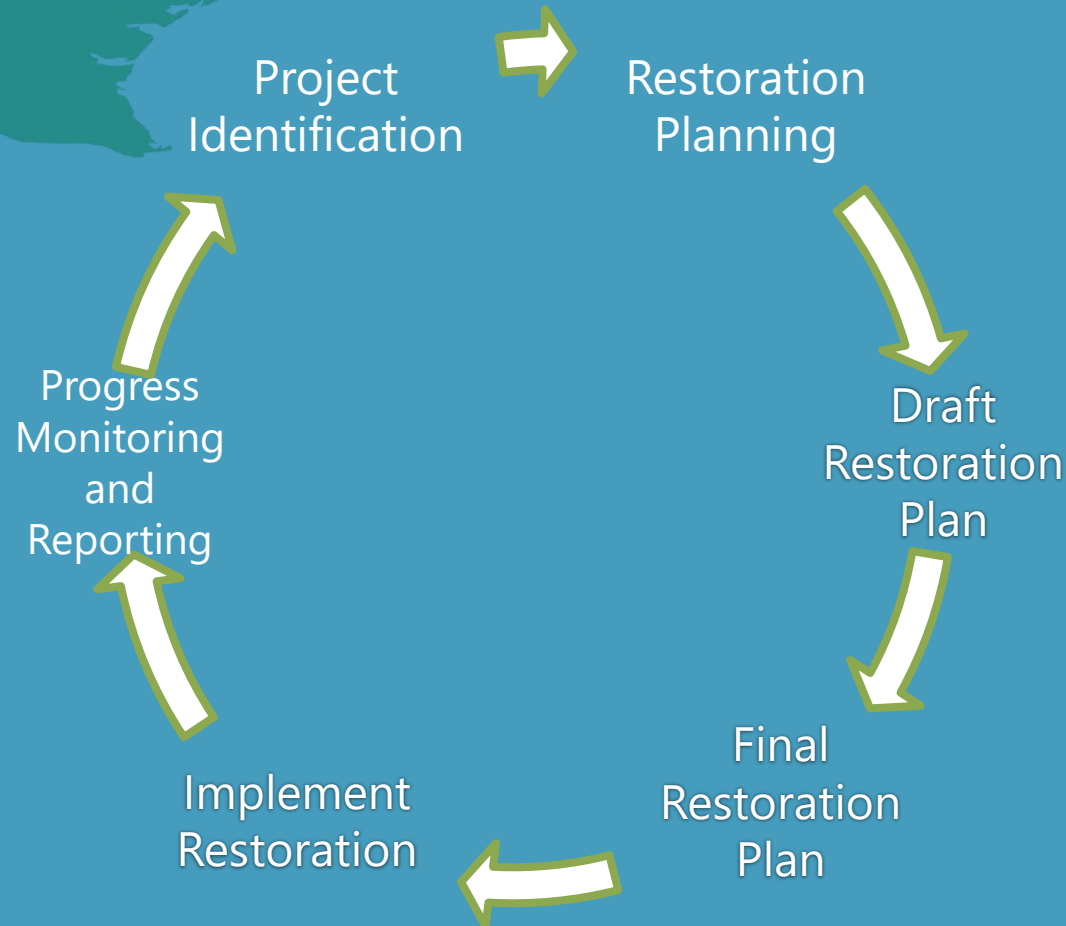 Project
Identification
Restoration
Planning
Draft
Restoration
Plan
Final
Restoration
Plan
Implement
Restoration
Progress
Monitoring
and
Reporting